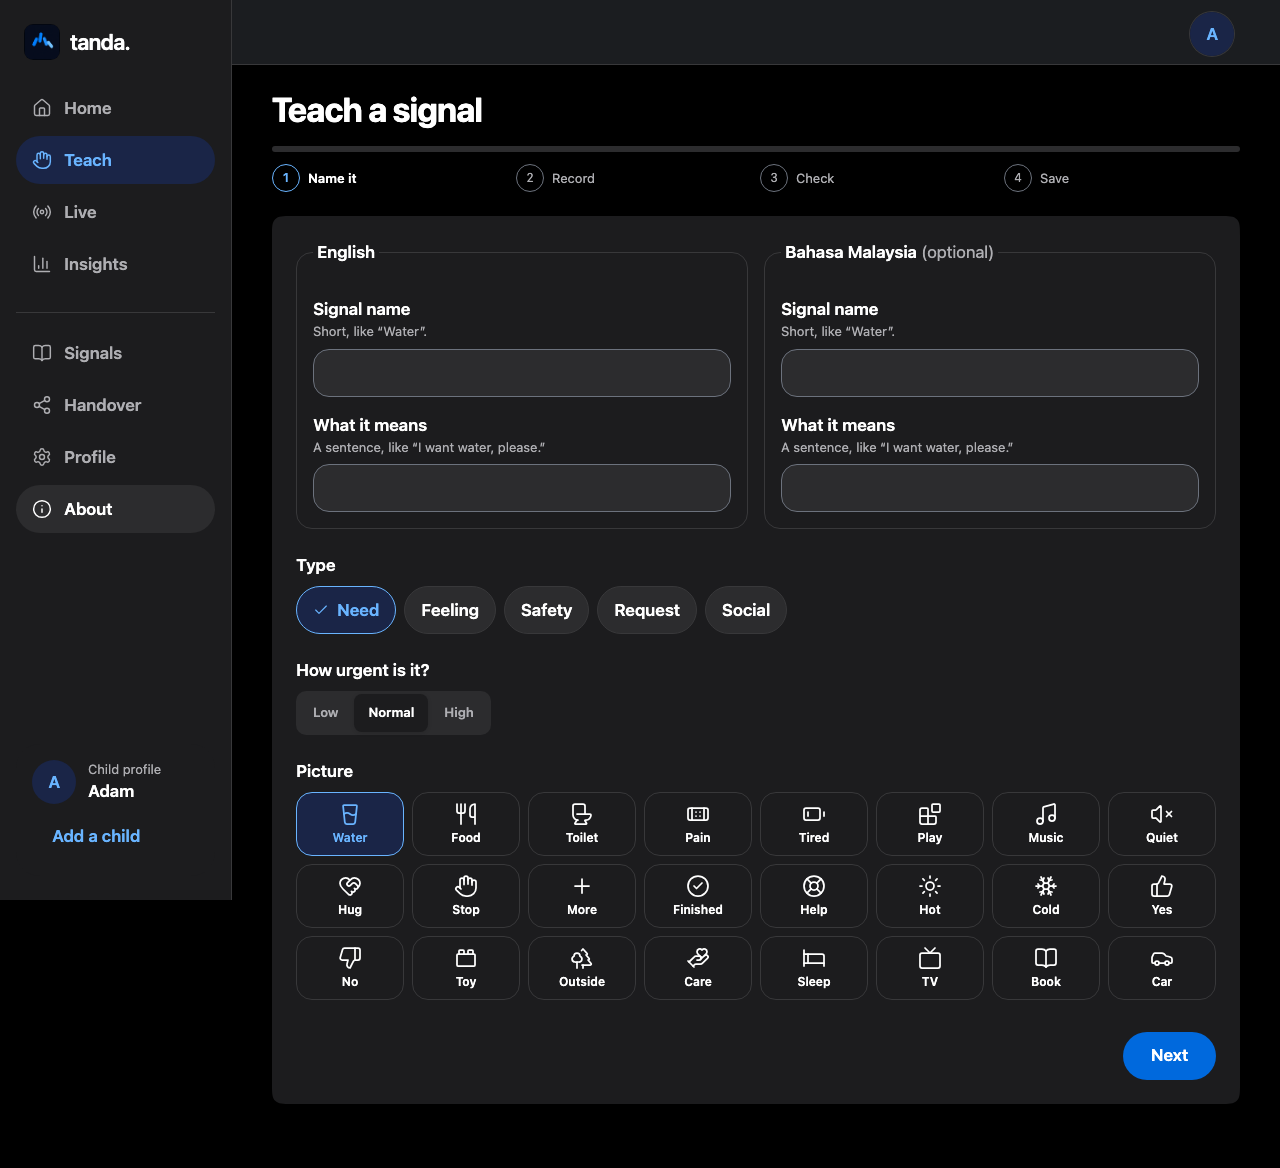 tanda.
A
Home
Teach
Live
Insights
Signals
Handover
Profile
About
A
Child profile
Adam
Add a child
Teach a signal
1 Name it
2 Record
3 Check
4 Save
English
Signal name
Short, like “Water”.
What it means
A sentence, like “I want water, please.”
Bahasa Malaysia (optional)
Signal name
Short, like “Water”.
What it means
A sentence, like “I want water, please.”
Type
Need Feeling Safety Request Social
How urgent is it?
Low Normal High
Picture
Water Food Toilet Pain Tired Play Music Quiet
Hug Stop More Finished Help Hot Cold Yes
No Toy Outside Care Sleep TV Book Car
Next